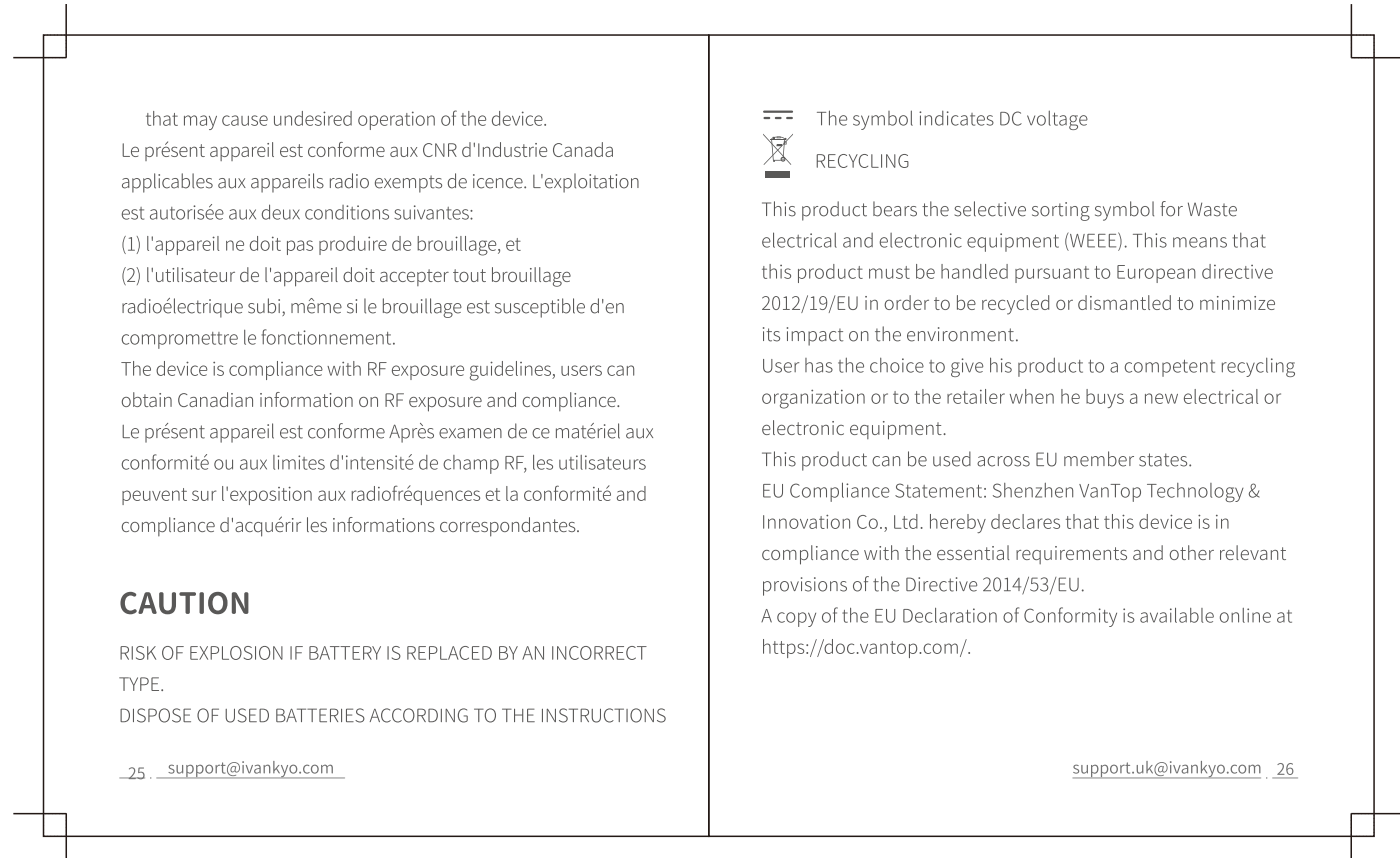 that may cause undesired operation of the device.
Le présent appareil est conforme aux CNR d'Industrie Canada
applicables aux appareils radio exempts de icence. L'exploitation
est autorisée aux deux conditions suivantes:
(1) l'appareil ne doit pas produire de brouillage, et
(2) l'utilisateur de l'appareil doit accepter tout brouillage
radioélectrique subi, même si le brouillage est susceptible d'en
compromettre le fonctionnement.
The device is compliance with RF exposure guidelines, users can
obtain Canadian information on RF exposure and compliance.
Le présent appareil est conforme Après examen de ce matériel aux
conformité ou aux limites d'intensité de champ RF, les utilisateurs
peuvent sur l'exposition aux radiofréquences et la conformité and
compliance d'acquérir les informations correspondantes.
CAUTION
RISK OF EXPLOSION IF BATTERY IS REPLACED BY AN INCORRECT
TYPE.
DISPOSE OF USED BATTERIES ACCORDING TO THE INSTRUCTIONS
25 . support@ivankyo.com
The symbol indicates DC voltage
RECYCLING
This product bears the selective sorting symbol for Waste
electrical and electronic equipment (WEEE). This means that
this product must be handled pursuant to European directive
2012/19/EU in order to be recycled or dismantled to minimize
its impact on the environment.
User has the choice to give his product to a competent recycling
organization or to the retailer when he buys a new electrical or
electronic equipment.
This product can be used across EU member states.
EU Compliance Statement: Shenzhen VanTop Technology &
Innovation Co., Ltd. hereby declares that this device is in
compliance with the essential requirements and other relevant
provisions of the Directive 2014/53/EU.
A copy of the EU Declaration of Conformity is available online at
https://doc.vantop.com/.
support.uk@ivankyo.com . 26